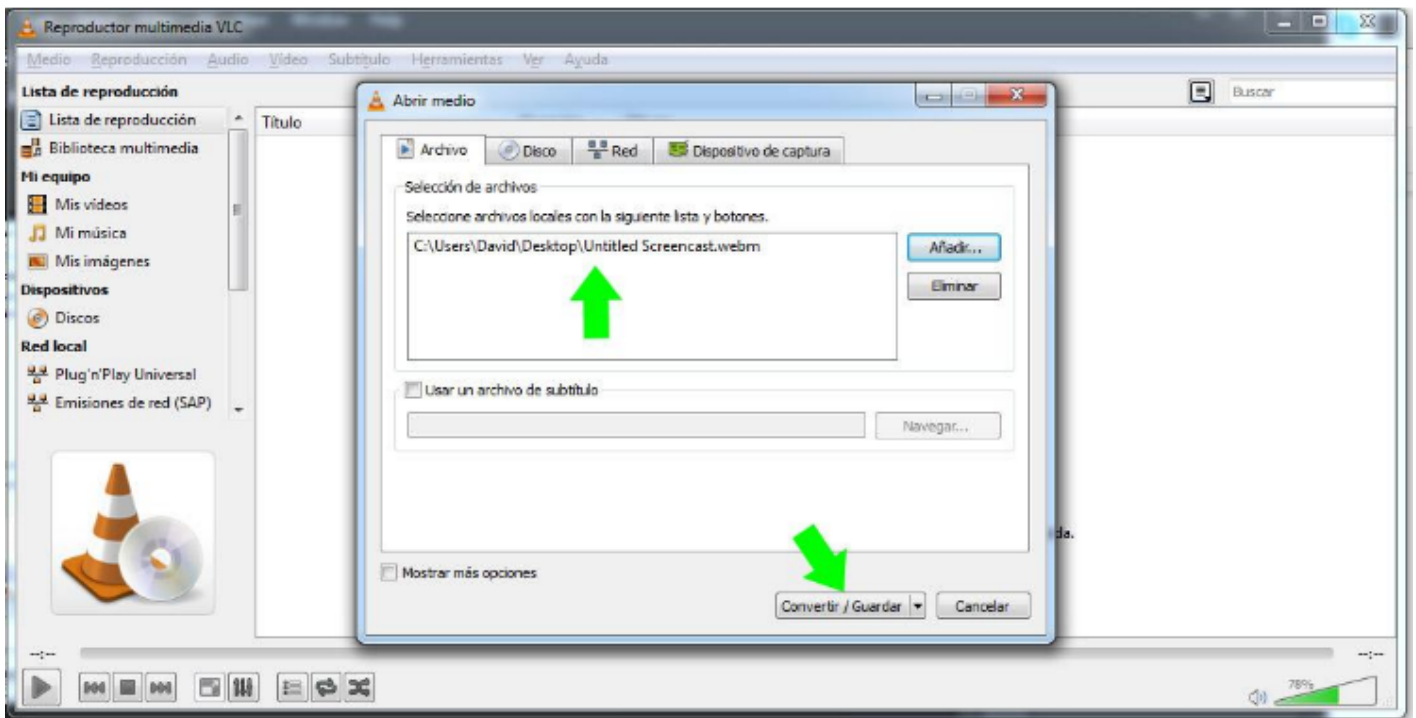 Reproductor multimedia VLC
Medio Reproducción Audio Vídeo Subtítulo Herramientas Ver Ayuda
Lista de reproducción
Buscar
Lista de reproducción
Biblioteca multimedia
Mi equipo
Mis vídeos
Mi música
Mis imágenes
Dispositivos
Discos
Red local
Plug'n'Play Universal
Emisiones de red (SAP)
Título
Abrir medio
Archivo Disco Red Dispositivo de captura
Selección de archivos
Seleccione archivos locales con la siguiente lista y botones.
C:\Users\David\Desktop\Untitled Screencast.webm
Añadir...
Eliminar
Usar un archivo de subtítulo
Navegar...
da.
Mostrar más opciones
Convertir / Guardar Cancelar
--:-- --:--
78%